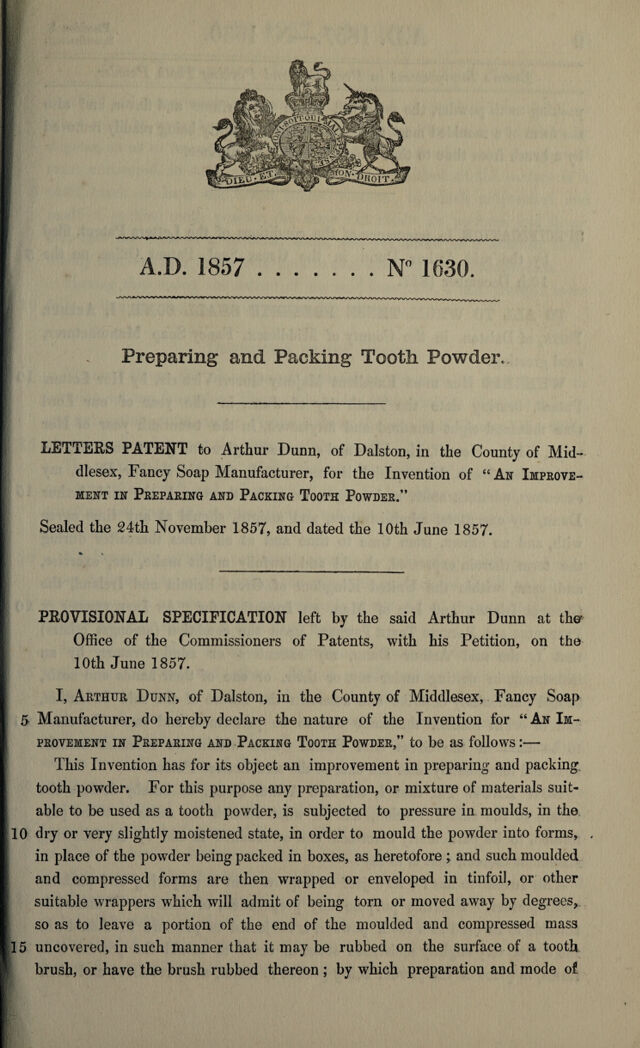 HONI SOIT QUI MAL
DIEU ET MON DROIT.
A.D. 1857 . . . . . . . Nº 1630.
Preparing and Packing Tooth Powder.
LETTERS PATENT to Arthur Dunn, of Dalston, in the County of Mid-
dlesex, Fancy Soap Manufacturer, for the Invention of “An Improve-
ment in Preparing and Packing Tooth Powder.”
Sealed the 24th November 1857, and dated the 10th June 1857.
PROVISIONAL SPECIFICATION left by the said Arthur Dunn at the
Office of the Commissioners of Patents, with his Petition, on the
10th June 1857.
I, Arthur Dunn, of Dalston, in the County of Middlesex, Fancy Soap
5 Manufacturer, do hereby declare the nature of the Invention for “An Im-
provement in Preparing and Packing Tooth Powder,” to be as follows:—
This Invention has for its object an improvement in preparing and packing
tooth powder. For this purpose any preparation, or mixture of materials suit-
able to be used as a tooth powder, is subjected to pressure in moulds, in the
10 dry or very slightly moistened state, in order to mould the powder into forms,
in place of the powder being packed in boxes, as heretofore; and such moulded
and compressed forms are then wrapped or enveloped in tinfoil, or other
suitable wrappers which will admit of being torn or moved away by degrees,
so as to leave a portion of the end of the moulded and compressed mass
15 uncovered, in such manner that it may be rubbed on the surface of a tooth
brush, or have the brush rubbed thereon; by which preparation and mode of